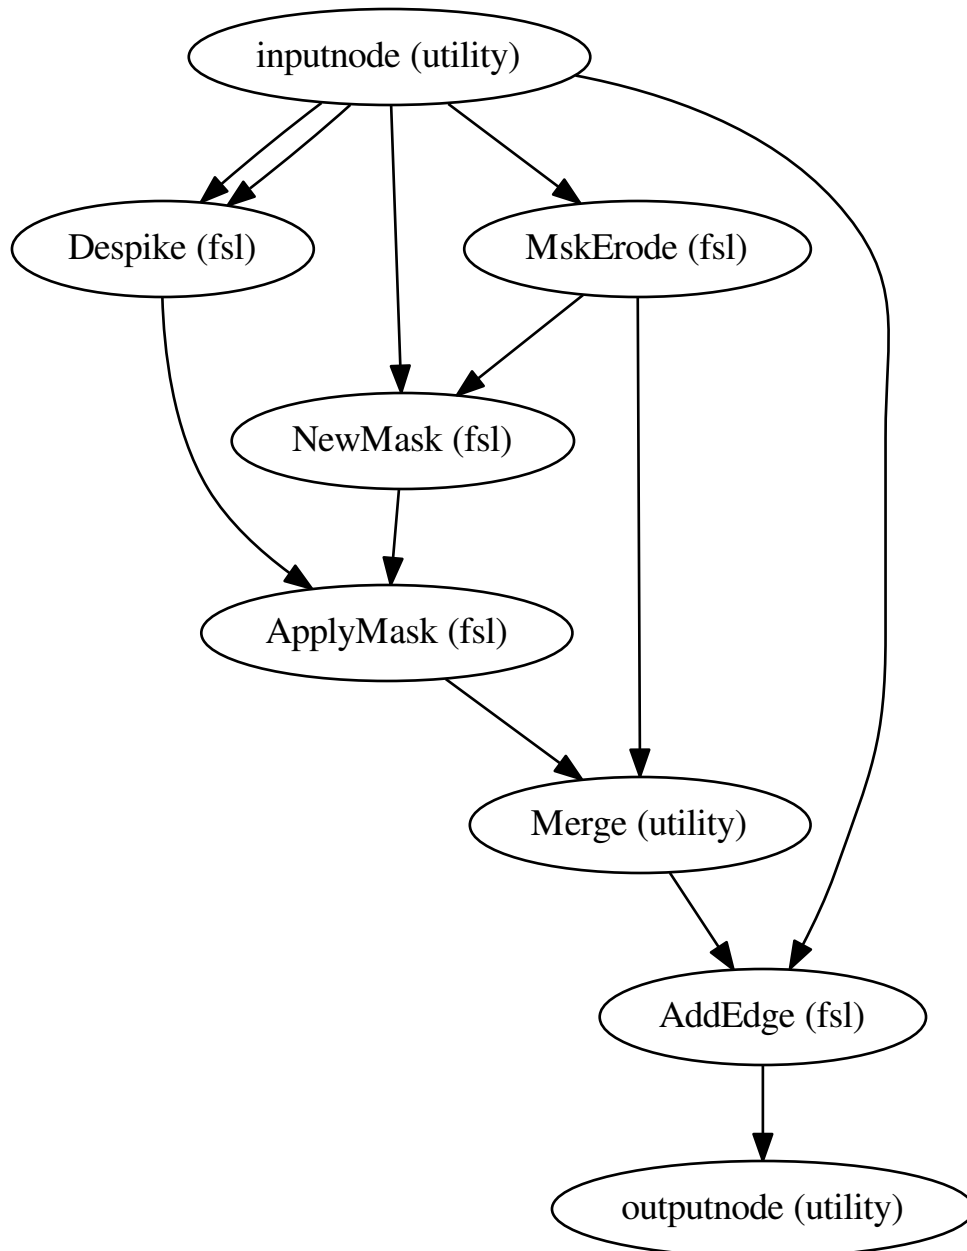 inputnode (utility)
Despike (fsl)
MskErode (fsl)
NewMask (fsl)
ApplyMask (fsl)
Merge (utility)
AddEdge (fsl)
outputnode (utility)